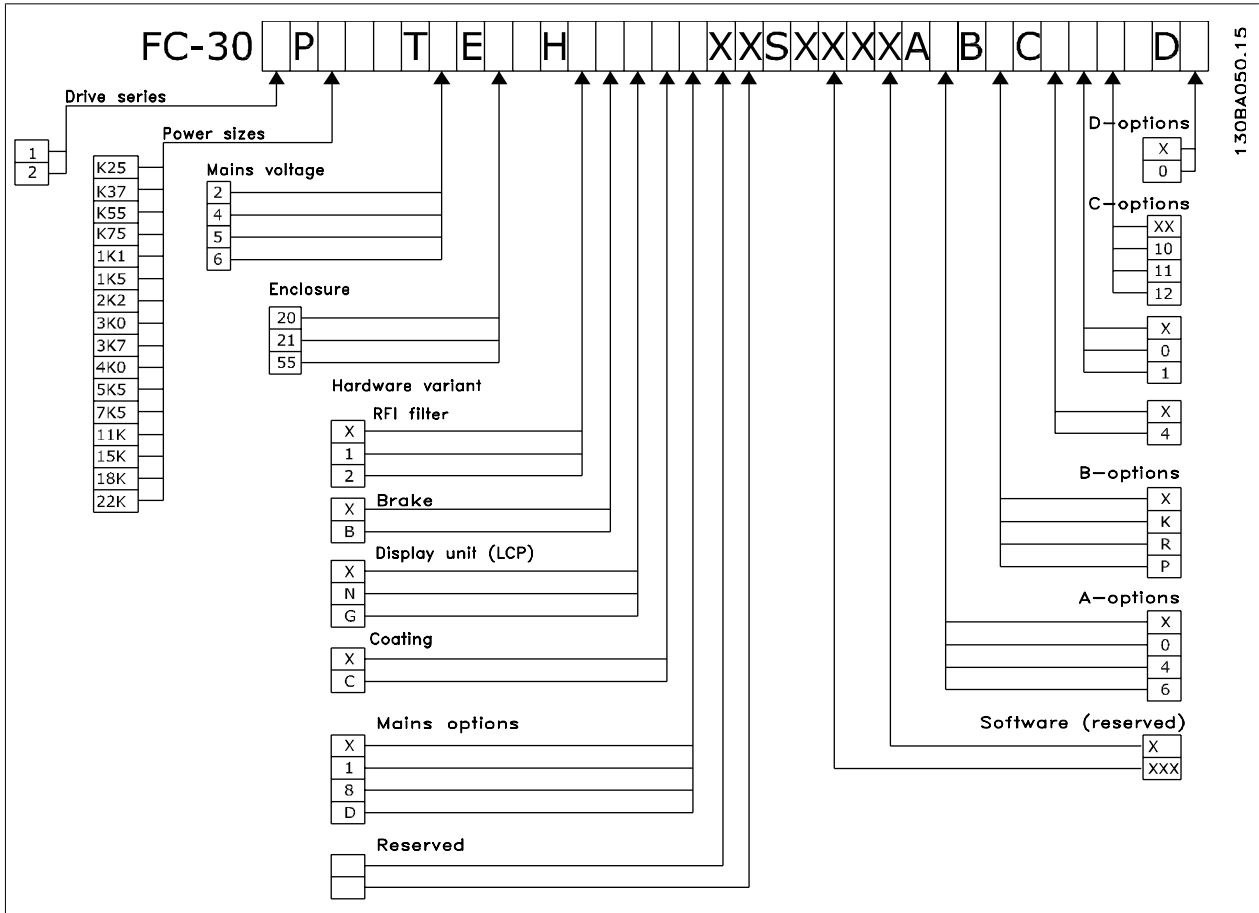 FC-30 P T E H X X S X X X X A B C D
130BA050.15
Drive series
1
2
Power sizes
K25
K37
K55
K75
1K1
1K5
2K2
3K0
3K7
4K0
5K5
7K5
11K
15K
18K
22K
Mains voltage
2
4
5
6
Enclosure
20
21
55
Hardware variant
RFI filter
X
1
2
Brake
X
B
Display unit (LCP)
X
N
G
Coating
X
C
Mains options
X
1
8
D
Reserved
D-options
X
0
C-options
XX
10
11
12
X
0
1
X
4
B-options
X
K
R
P
A-options
X
0
4
6
Software (reserved)
X
XXX